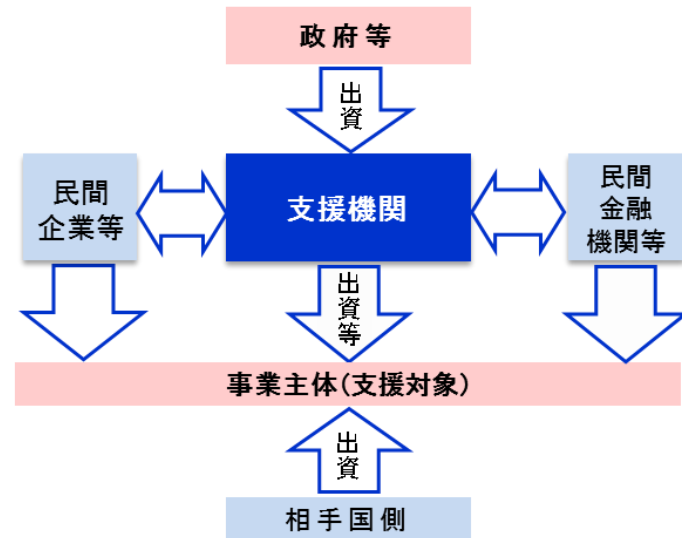 政府等
出
資
民間
企業等
支援機関
民間
金融
機関等
出
資
等
事業主体(支援対象)
出
資
相手国側